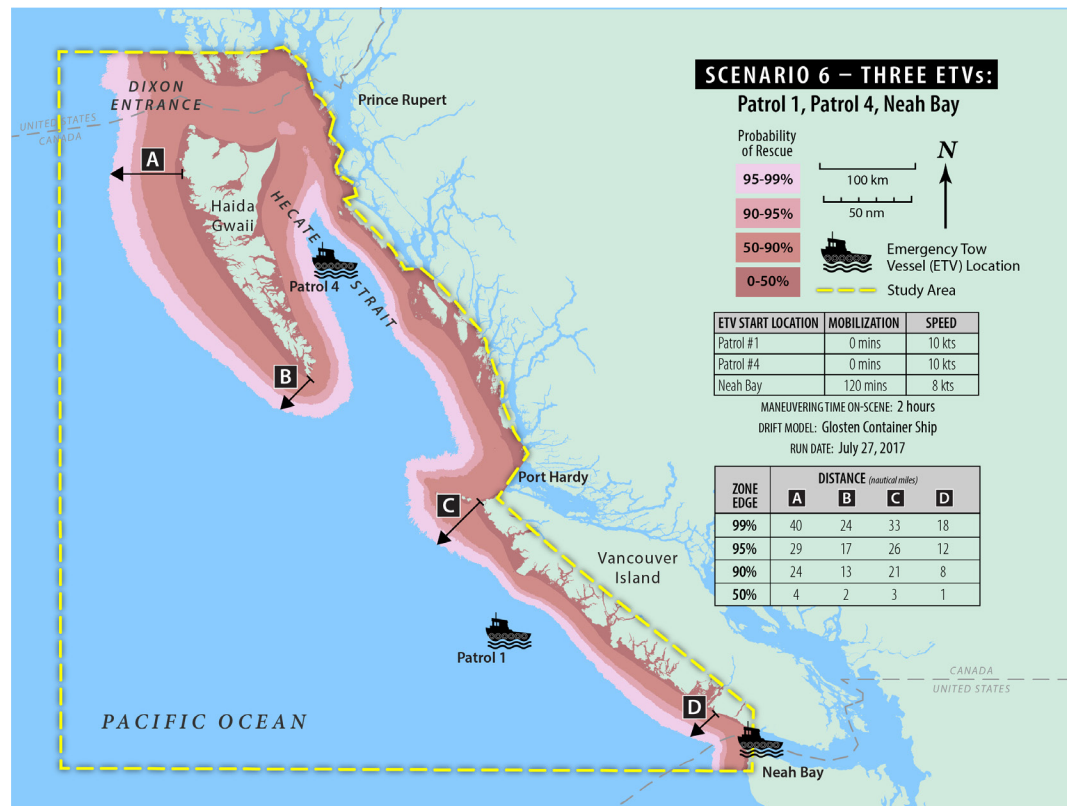 SCENARIO 6 – THREE ETVs:
Patrol 1, Patrol 4, Neah Bay
Probability
of Rescue
95-99%
90-95%
50-90%
0-50%
100 km
50 nm
N
Emergency Tow
Vessel (ETV) Location
Study Area
ETV START LOCATION MOBILIZATION SPEED
Patrol #1 0 mins 10 kts
Patrol #4 0 mins 10 kts
Neah Bay 120 mins 8 kts
MANEUVERING TIME ON-SCENE: 2 hours
DRIFT MODEL: Glosten Container Ship
RUN DATE: July 27, 2017
ZONE
EDGE
DISTANCE (nautical miles)
A B C D
99% 40 24 33 18
95% 29 17 26 12
90% 24 13 21 8
50% 4 2 3 1
DIXON
ENTRANCE
UNITED STATES
CANADA
Prince Rupert
A
Haida
Gwaii
HECATE STRAIT
Patrol 4
B
Port Hardy
C
Vancouver
Island
Patrol 1
D
CANADA
UNITED STATES
PACIFIC OCEAN
Neah Bay